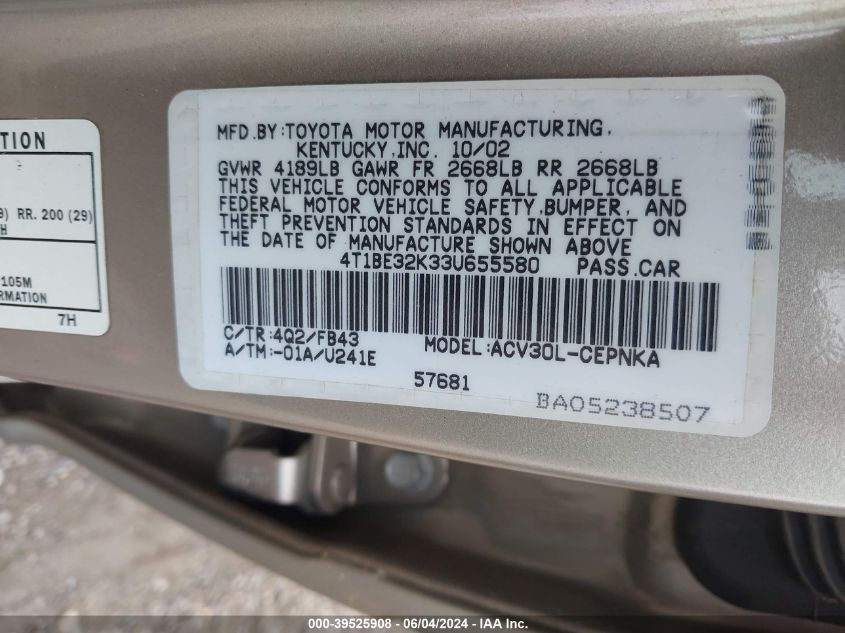 TION
9) RR. 200 (29)
H
105M
RMATION
7H
MFD.BY:TOYOTA MOTOR MANUFACTURING,
KENTUCKY,INC. 10/02
GVWR 4189LB GAWR FR 2668LB RR 2668LB
THIS VEHICLE CONFORMS TO ALL APPLICABLE
FEDERAL MOTOR VEHICLE SAFETY,BUMPER, AND
THEFT PREVENTION STANDARDS IN EFFECT ON
THE DATE OF MANUFACTURE SHOWN ABOVE
4T1BE32K33U655580 PASS.CAR
C/TR:4Q2/FB43
A/TM:-01A/U241E
MODEL:ACV30L-CEPNKA
57681
BA05238507
000-39525908 - 06/04/2024 - IAA Inc.